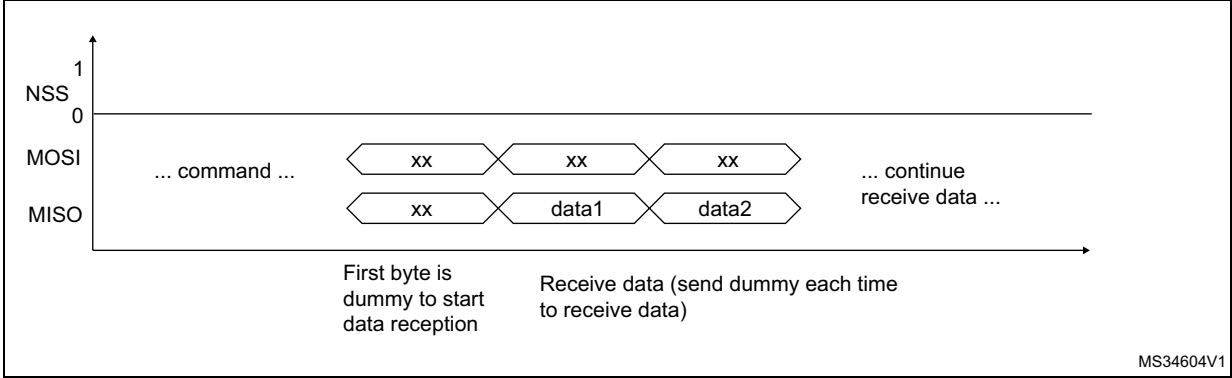 1
NSS
0
MOSI
... command ...
xx
xx
xx
... continue
receive data ...
MISO
xx
data1
data2
First byte is
dummy to start
data reception
Receive data (send dummy each time
to receive data)
MS34604V1